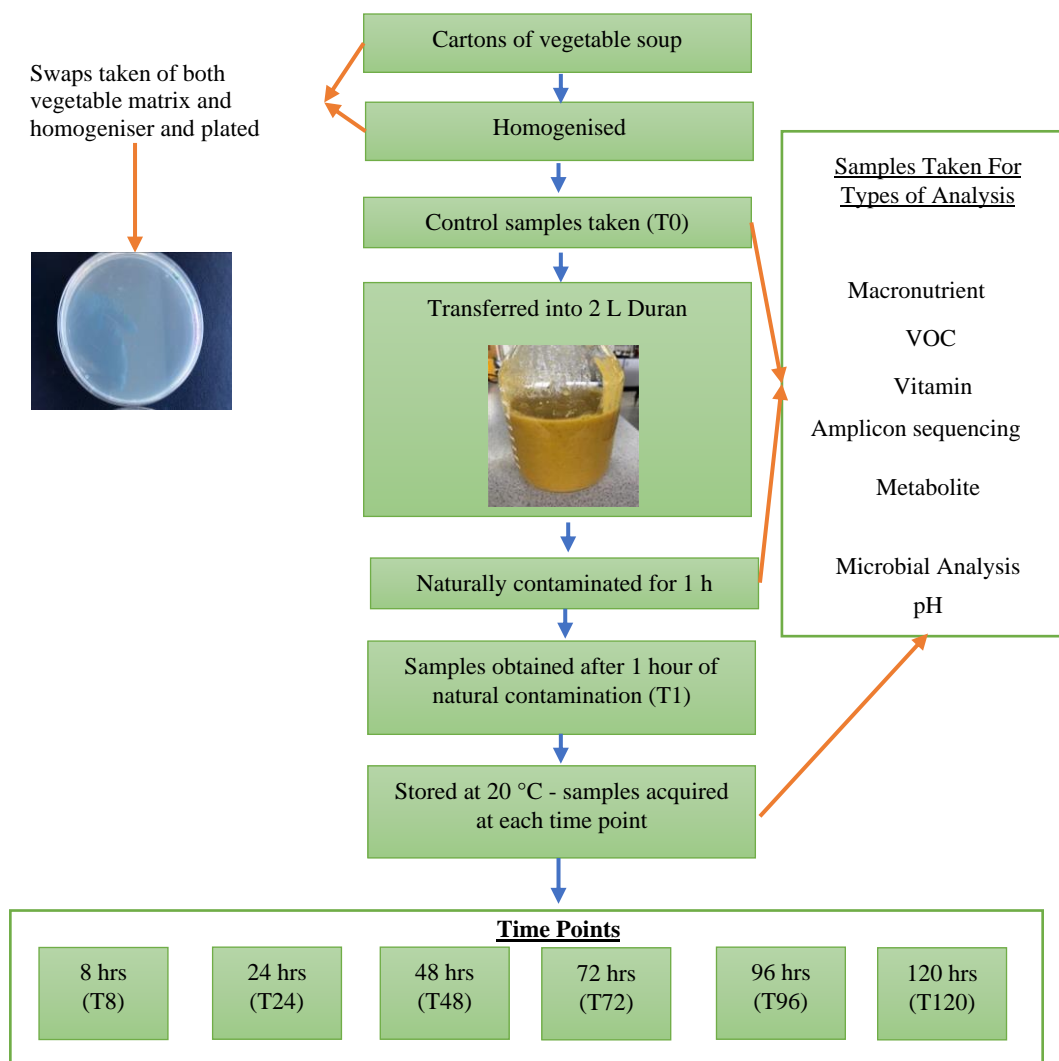 Cartons of vegetable soup
Swaps taken of both
vegetable matrix and
homogeniser and plated
Homogenised
Control samples taken (T0)
Transferred into 2 L Duran
Naturally contaminated for 1 h
Samples obtained after 1 hour of
natural contamination (T1)
Stored at 20 °C - samples acquired
at each time point
Samples Taken For
Types of Analysis
Macronutrient
VOC
Vitamin
Amplicon sequencing
Metabolite
Microbial Analysis
pH
Time Points
8 hrs
(T8)
24 hrs
(T24)
48 hrs
(T48)
72 hrs
(T72)
96 hrs
(T96)
120 hrs
(T120)